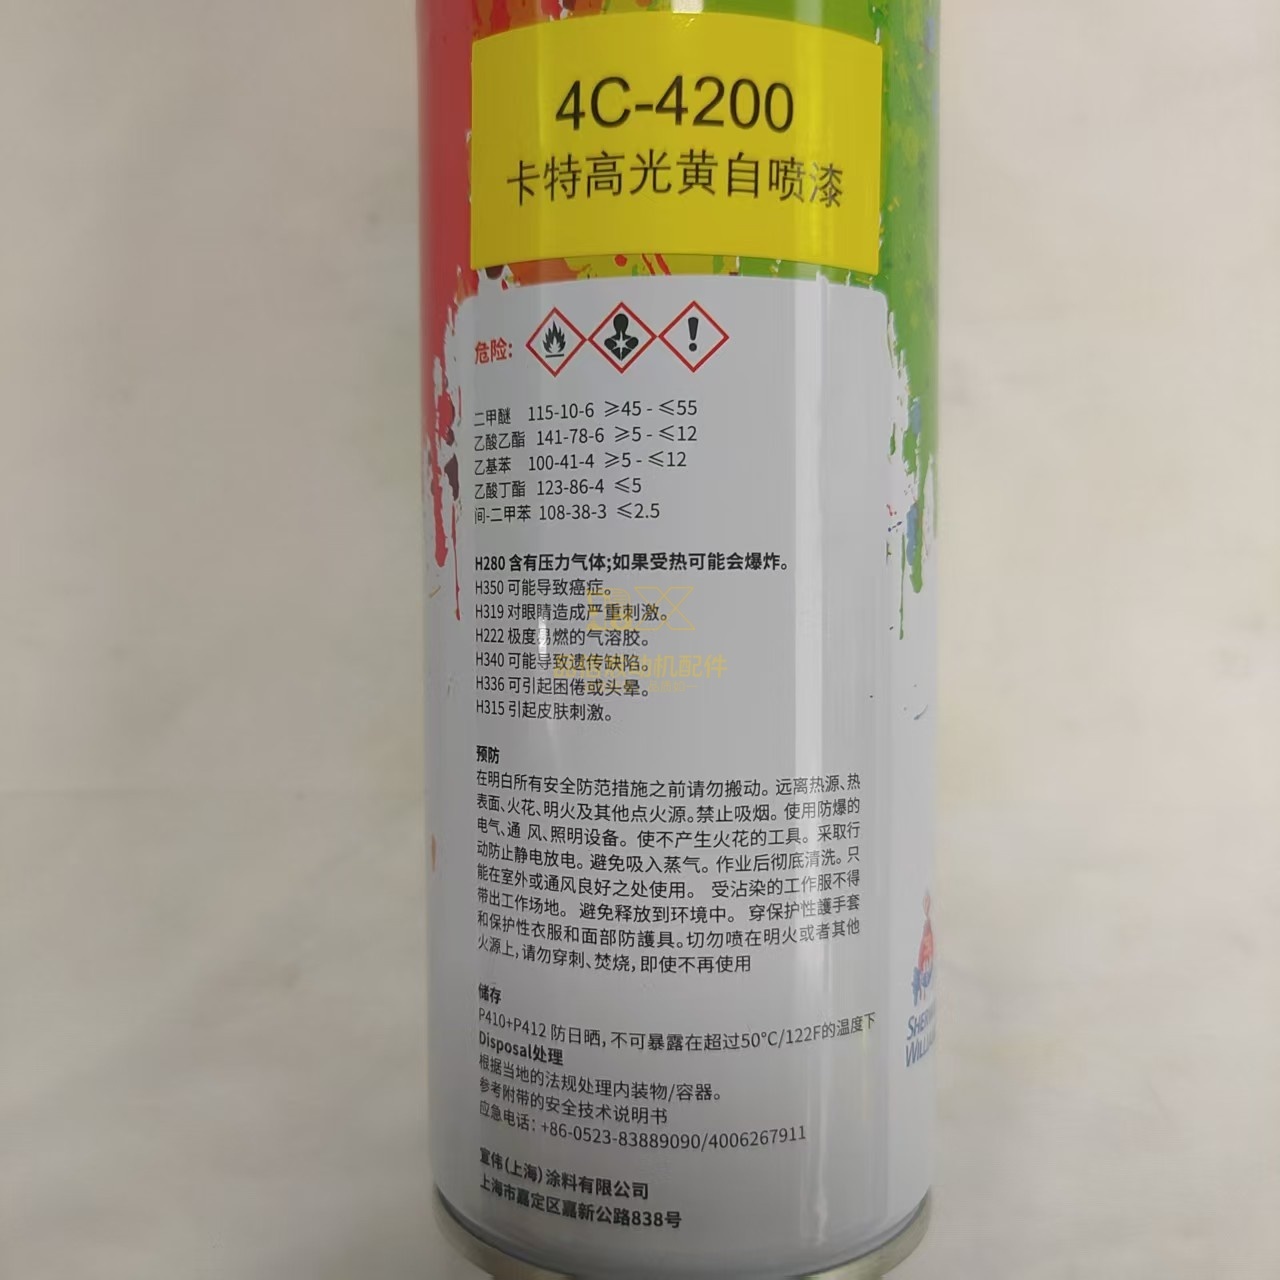 4C-4200
卡特高光黄自喷漆
危险:
二甲醚 115-10-6 ≥45 - ≤55
乙酸乙酯 141-78-6 ≥5 - ≤12
乙基苯 100-41-4 ≥5 - ≤12
乙酸丁酯 123-86-4 ≤5
间-二甲苯 108-38-3 ≤2.5
H280 含有压力气体;如果受热可能会爆炸。
H350 可能导致癌症。
H319 对眼睛造成严重刺激。
H222 极度易燃的气溶胶。
H340 可能导致遗传缺陷。
H336 可引起困倦或头晕。
H315 引起皮肤刺激。
预防
在明白所有安全防范措施之前请勿搬动。远离热源、热
表面、火花、明火及其他点火源。禁止吸烟。使用防爆的
电气、通 风、照明设备。使不产生火花的工具。采取行
动防止静电放电。避免吸入蒸气。作业后彻底清洗。只
能在室外或通风良好之处使用。 受沾染的工作服不得
带出工作场地。 避免释放到环境中。 穿保护性護手套
和保护性衣服和面部防護具。切勿喷在明火或者其他
火源上,请勿穿刺、焚烧,即使不再使用
储存
P410+P412 防日晒,不可暴露在超过50°C/122F的温度下
Disposal处理
根据当地的法规处理内装物/容器。
参考附带的安全技术说明书
应急电话: +86-0523-83889090/4006267911
宣伟(上海)涂料有限公司
上海市嘉定区嘉新公路838号
动机配件